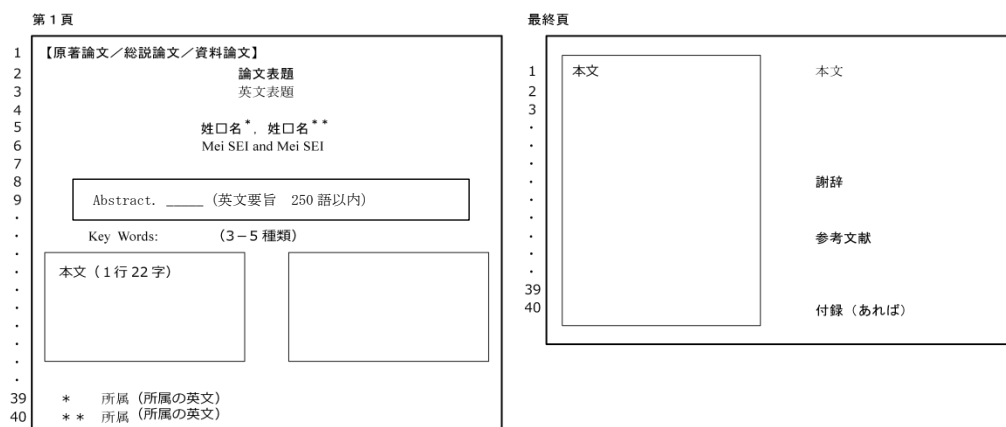 第１頁
1 【原著論文／総説論文／資料論文】
2 論文表題
3 英文表題
4
5 姓口名*，姓口名**
6 Mei SEI and Mei SEI
7
8
9 Abstract. _____（英文要旨　250 語以内）
・
・ Key Words: （３－５種類）
・
・ 本文（１行 22 字）
・
・
・
・
・
・
39 ＊ 所属（所属の英文）
40 ＊＊ 所属（所属の英文）
最終頁
1 本文 本文
2
3
・
・
・
・ 謝辞
・
・
・ 参考文献
・
・
39
40 付録（あれば）